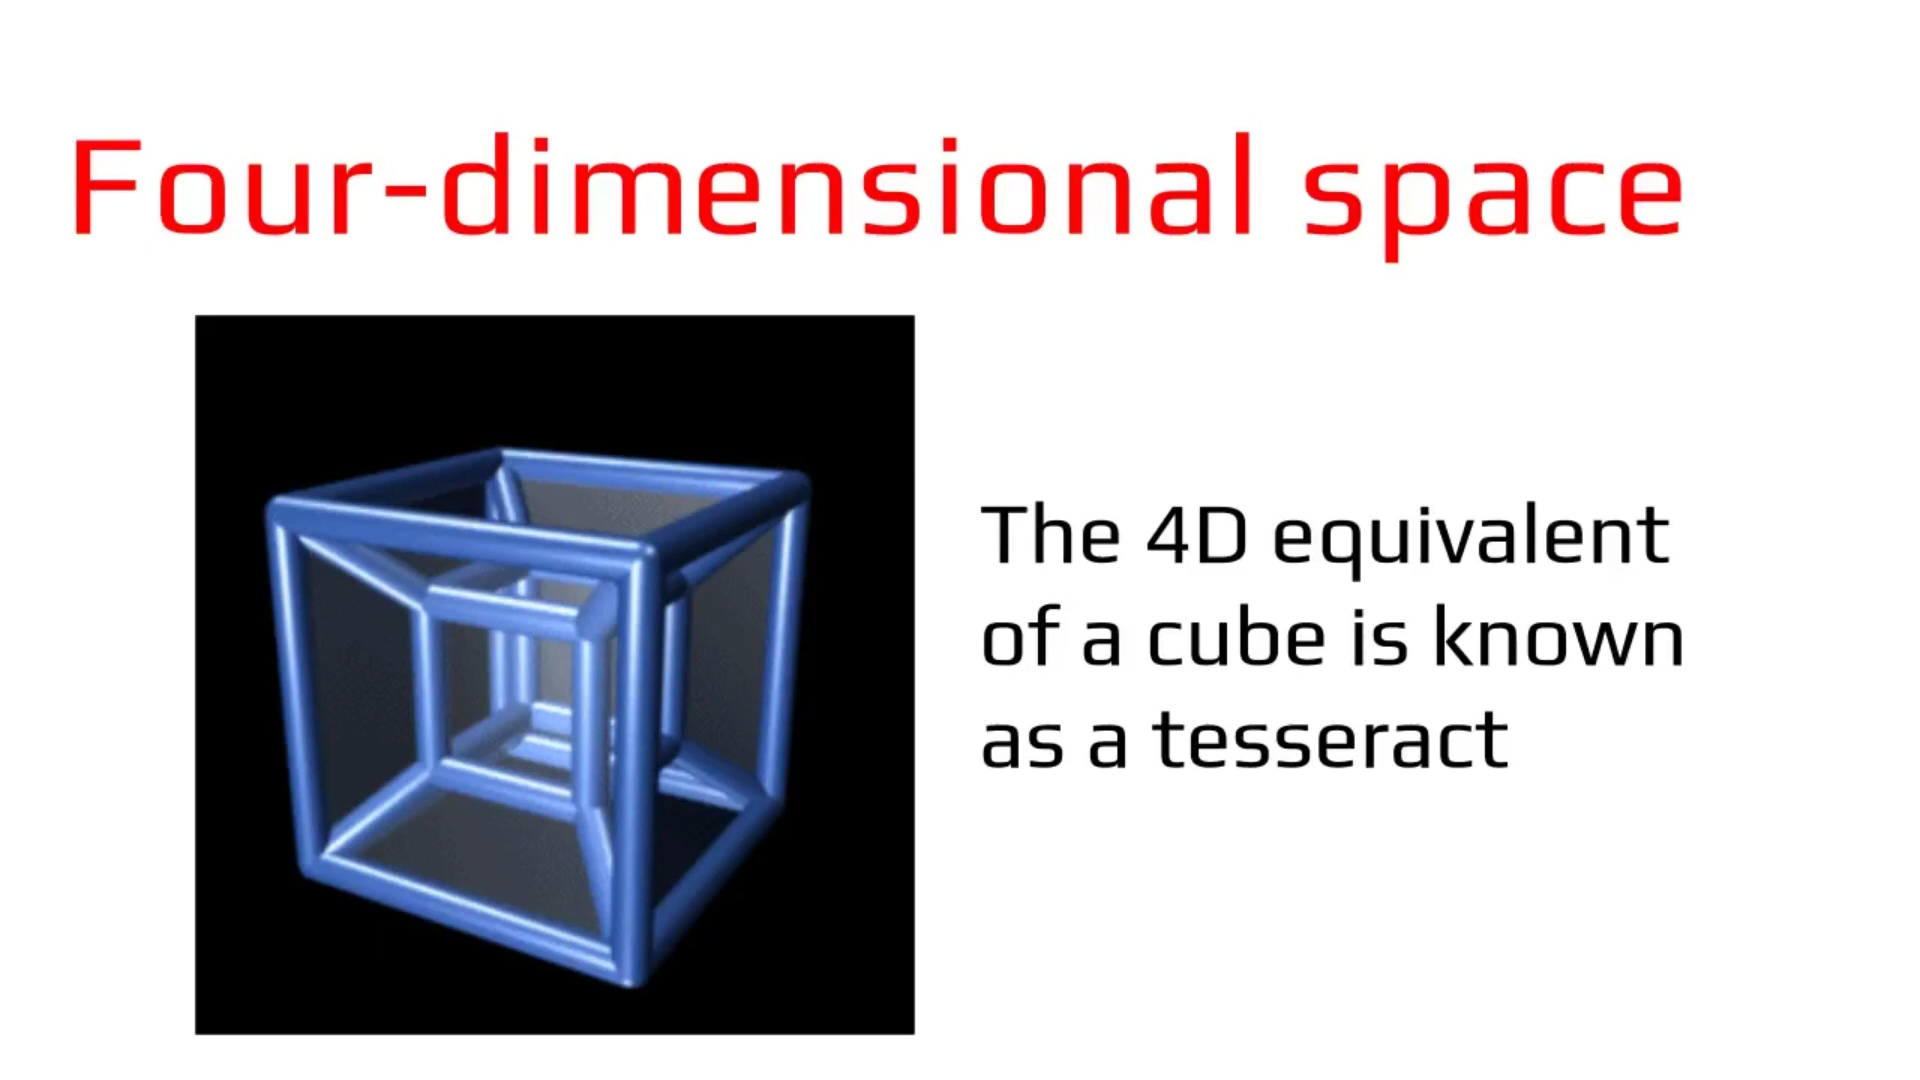 Four-dimensional space
The 4D equivalent
of a cube is known
as a tesseract